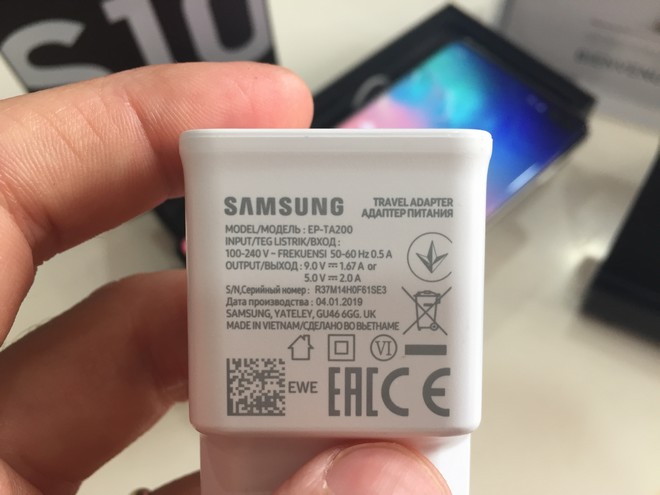 S10
BIENVENU
SAMSUNG
TRAVEL ADAPTER
АДАПТЕР ПИТАНИЯ
MODEL/МОДЕЛЬ : EP-TA200
INPUT/TEG LISTRIK/ВХОД :
100-240 V ~ FREKUENSI 50-60 Hz 0.5 A
OUTPUT/ВЫХОД : 9.0 V ⎓ 1.67 A or
5.0 V ⎓ 2.0 A
S/N,Серийный номер : R37M14H0F61SE3
Дата производства : 04.01.2019
SAMSUNG, YATELEY, GU46 6GG. UK
MADE IN VIETNAM/СДЕЛАНО ВО ВЬЕТНАМЕ
VI
EWE
EAC CE